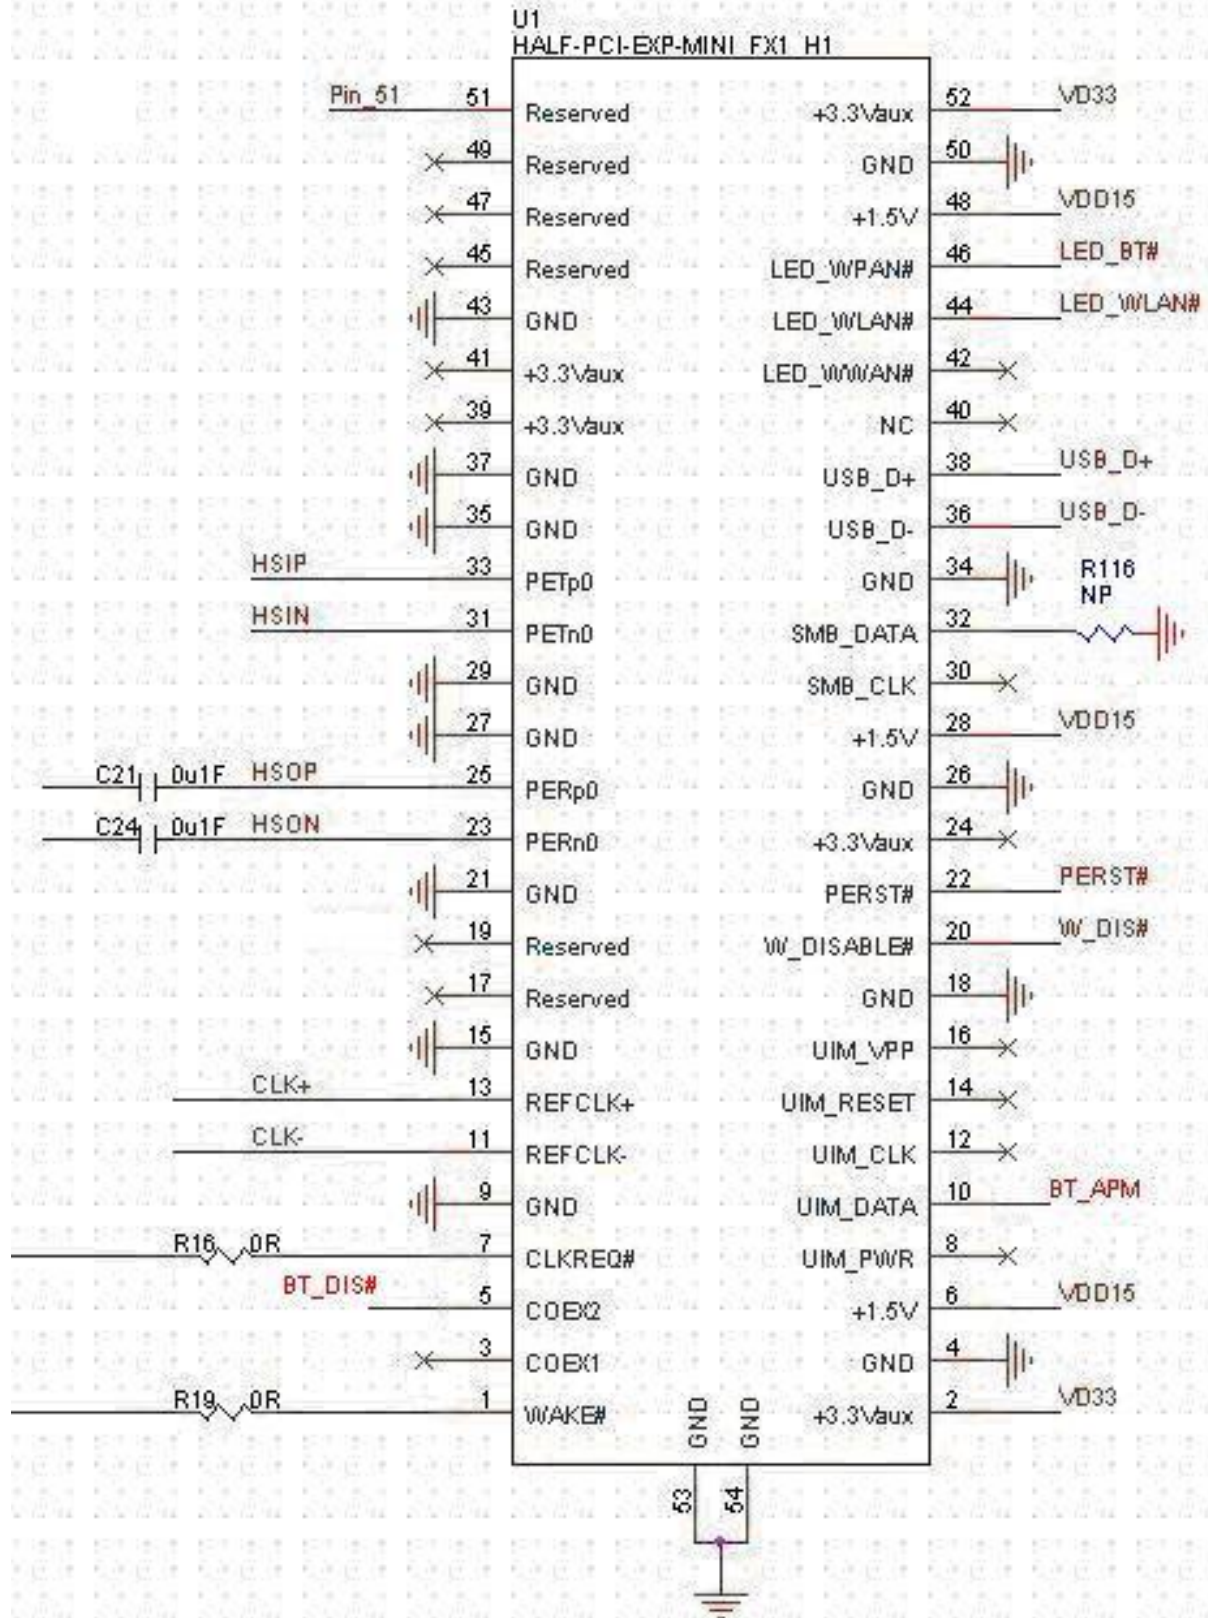 U1
HALF-PCI-EXP-MINI_FX1_H1
Pin_51 51 Reserved +3.3Vaux 52 VD33
49 Reserved GND 50
47 Reserved +1.5V 48 VDD15
45 Reserved LED_WPAN# 46 LED_BT#
43 GND LED_WLAN# 44 LED_WLAN#
41 +3.3Vaux LED_WWAN# 42
39 +3.3Vaux NC 40
37 GND USB_D+ 38 USB_D+
35 GND USB_D- 36 USB_D-
HSIP 33 PETp0 GND 34 R116
NP
HSIN 31 PETn0 SMB_DATA 32
29 GND SMB_CLK 30
27 GND +1.5V 28 VDD15
C21 0u1F HSOP 25 PERp0 GND 26
C24 0u1F HSON 23 PERn0 +3.3Vaux 24
21 GND PERST# 22 PERST#
19 Reserved W_DISABLE# 20 W_DIS#
17 Reserved GND 18
15 GND UIM_VPP 16
CLK+ 13 REFCLK+ UIM_RESET 14
CLK- 11 REFCLK- UIM_CLK 12
9 GND UIM_DATA 10 BT_APM
R16 0R 7 CLKREQ# UIM_PWR 8
BT_DIS# 5 COEX2 +1.5V 6 VDD15
3 COEX1 GND 4
R19 0R 1 WAKE# +3.3Vaux 2 VD33
GND GND
53 54